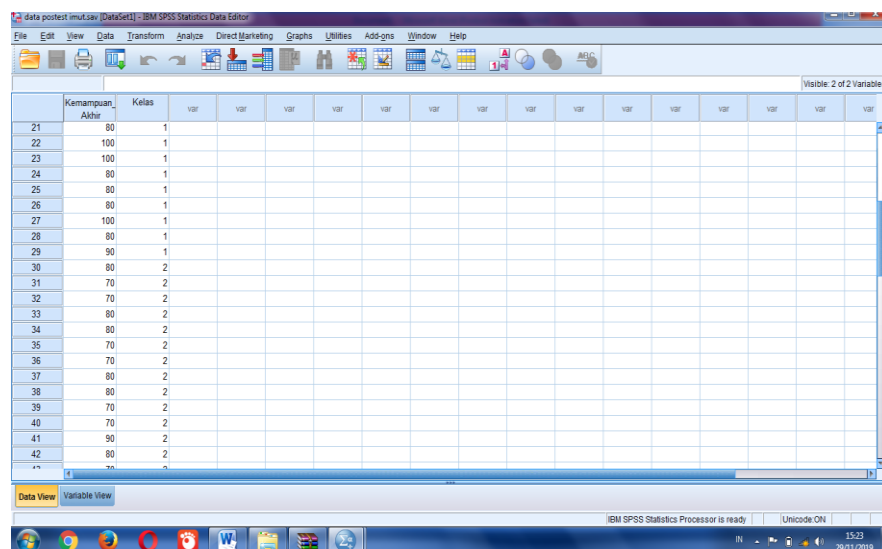 data postest imut.sav [DataSet1] - IBM SPSS Statistics Data Editor
File Edit View Data Transform Analyze Direct Marketing Graphs Utilities Add-ons Window Help
Visible: 2 of 2 Variable
Kemampuan_Akhir Kelas var var var var var var var var var var var var var var
21 80 1
22 100 1
23 100 1
24 80 1
25 80 1
26 80 1
27 100 1
28 80 1
29 90 1
30 80 2
31 70 2
32 70 2
33 80 2
34 80 2
35 70 2
36 70 2
37 80 2
38 80 2
39 70 2
40 70 2
41 90 2
42 80 2
Data View Variable View
IBM SPSS Statistics Processor is ready Unicode:ON
IN 15:23
29/11/2019